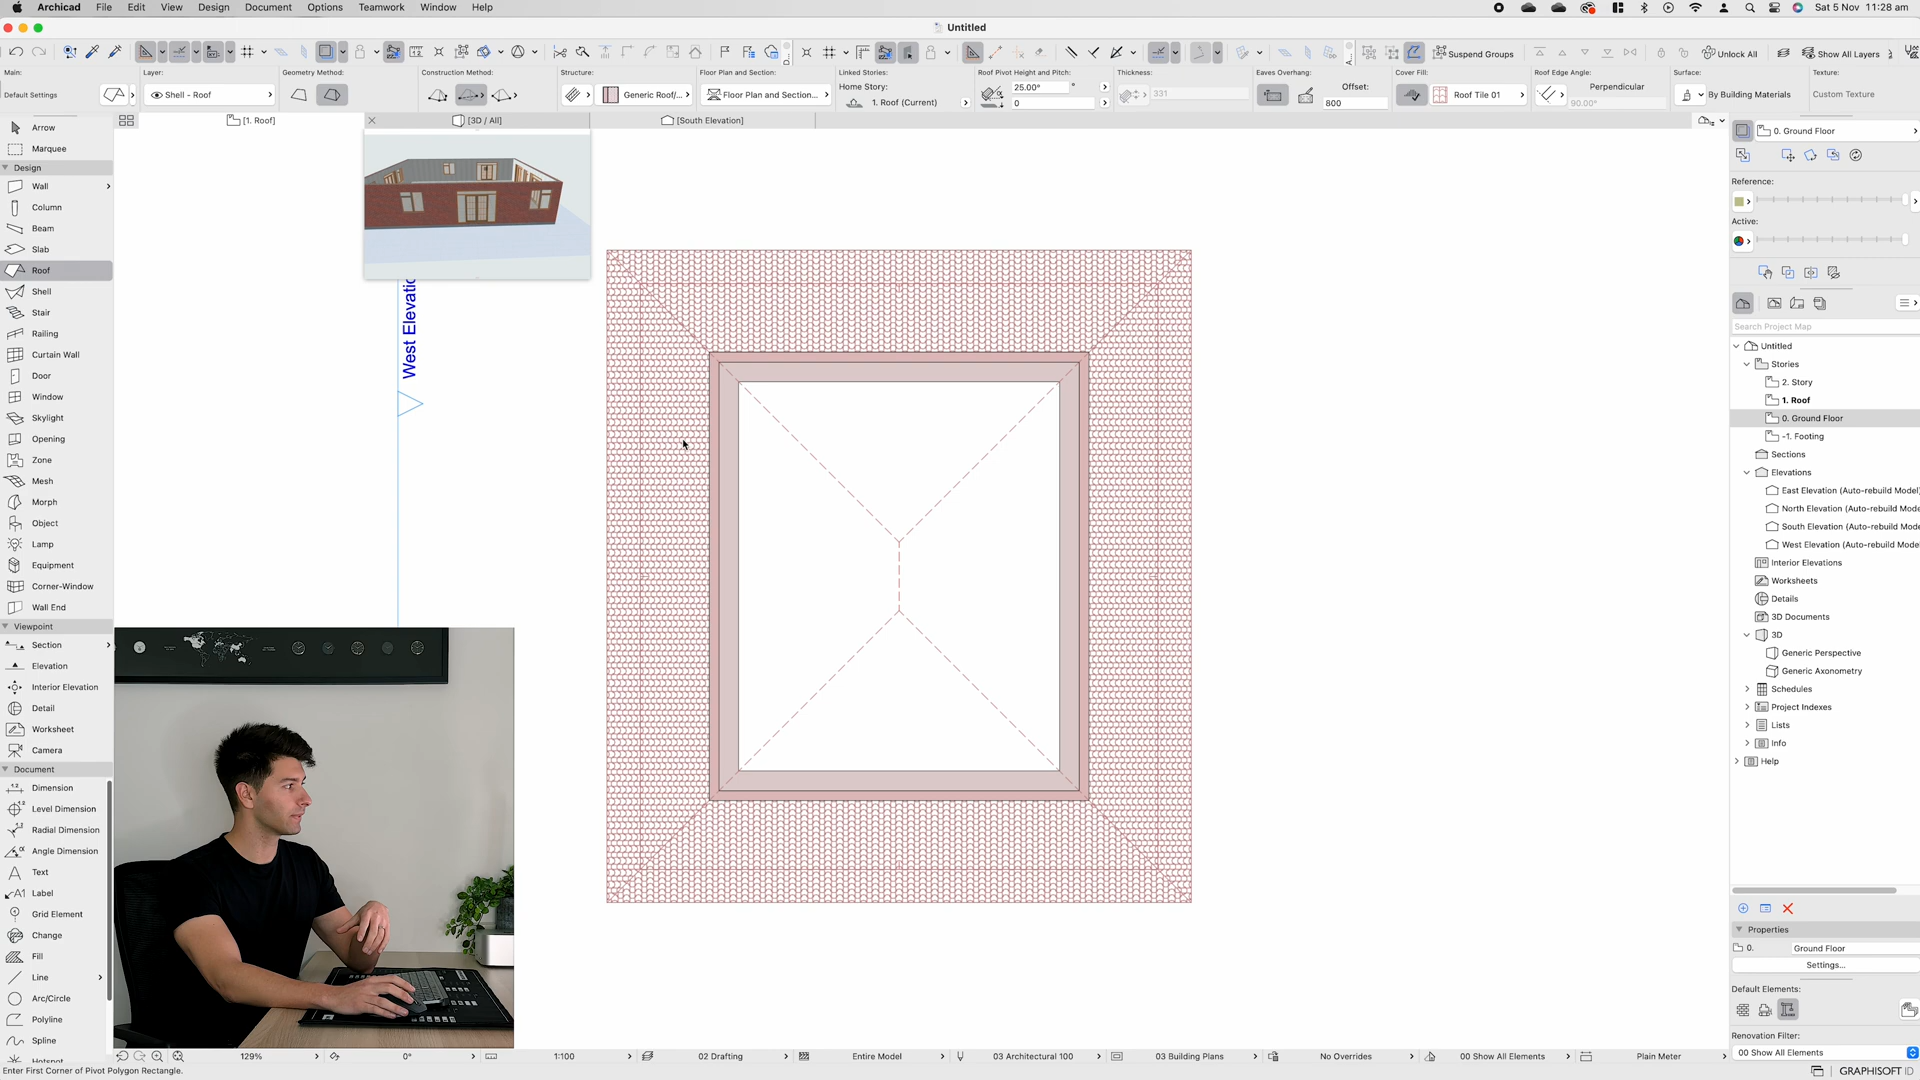 Archicad File Edit View Design Document Options Teamwork Window Help
Sat 5 Nov 11:28 am
Untitled
Suspend Groups
Unlock All
Show All Layers
Main:
Layer:
Geometry Method:
Construction Method:
Structure:
Floor Plan and Section:
Linked Stories:
Roof Pivot Height and Pitch:
Thickness:
Eaves Overhang:
Cover Fill:
Roof Edge Angle:
Surface:
Texture:
Default Settings
Shell - Roof
Generic Roof/...
Floor Plan and Section...
Home Story:
1. Roof (Current)
25.00°
0
331
Offset:
800
Roof Tile 01
Perpendicular
90.00°
By Building Materials
Custom Texture
[1. Roof]
[3D / All]
[South Elevation]
Arrow
Marquee
Design
Wall
Column
Beam
Slab
Roof
Shell
Stair
Railing
Curtain Wall
Door
Window
Skylight
Opening
Zone
Mesh
Morph
Object
Lamp
Equipment
Corner-Window
Wall End
Viewpoint
Section
Elevation
Interior Elevation
Detail
Worksheet
Camera
Document
Dimension
Level Dimension
Radial Dimension
Angle Dimension
Text
Label
Grid Element
Change
Fill
Line
Arc/Circle
Polyline
Spline
Hotspot
West Elevatio
0. Ground Floor
Reference:
Active:
Search Project Map
Untitled
Stories
2. Story
1. Roof
0. Ground Floor
-1. Footing
Sections
Elevations
East Elevation (Auto-rebuild Model)
North Elevation (Auto-rebuild Mode
South Elevation (Auto-rebuild Mode
West Elevation (Auto-rebuild Mode
Interior Elevations
Worksheets
Details
3D Documents
3D
Generic Perspective
Generic Axonometry
Schedules
Project Indexes
Lists
Info
Help
Properties
0.
Ground Floor
Settings...
Default Elements:
Renovation Filter:
00 Show All Elements
129%
0°
1:100
02 Drafting
Entire Model
03 Architectural 100
03 Building Plans
No Overrides
00 Show All Elements
Plain Meter
Enter First Corner of Pivot Polygon Rectangle.
GRAPHISOFT ID